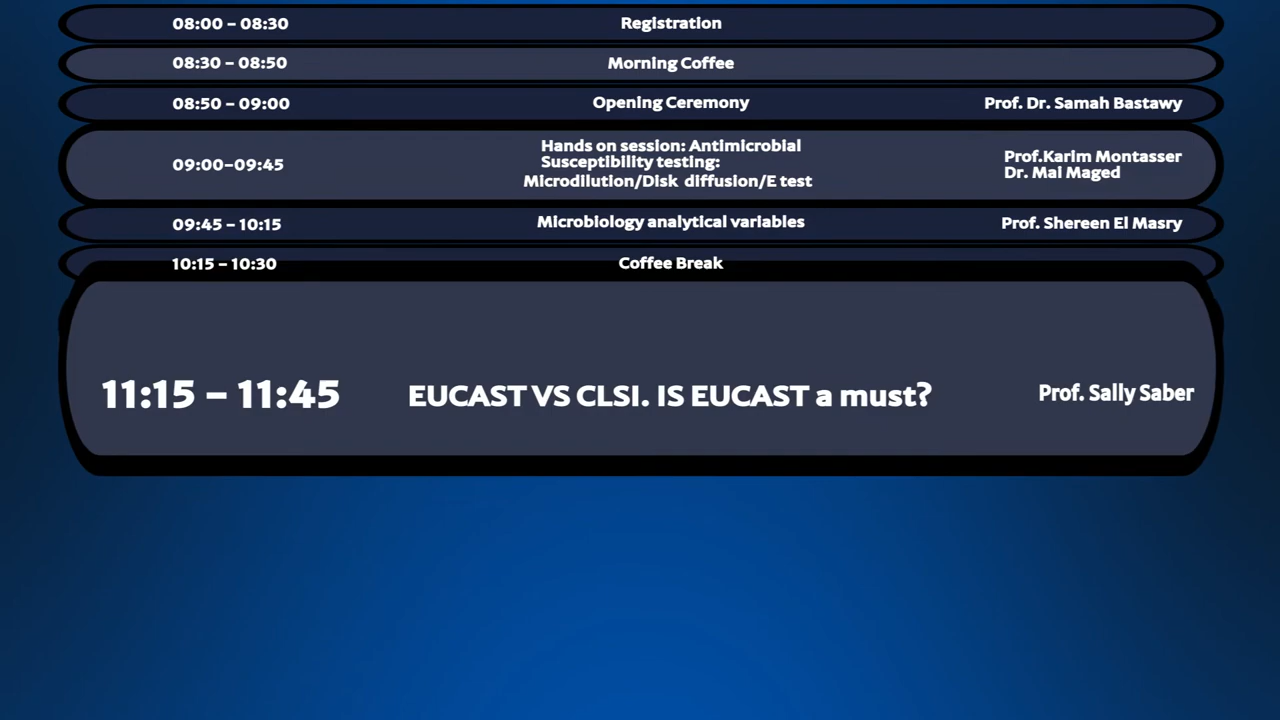 08:00 – 08:30 Registration
08:30 – 08:50 Morning Coffee
08:50 – 09:00 Opening Ceremony Prof. Dr. Samah Bastawy
09:00–09:45 Hands on session: Antimicrobial
Susceptibility testing:
Microdilution/Disk diffusion/E test
Prof.Karim Montasser
Dr. Mai Maged
09:45 – 10:15 Microbiology analytical variables Prof. Shereen El Masry
10:15 – 10:30 Coffee Break
11:15 – 11:45 EUCAST VS CLSI. IS EUCAST a must? Prof. Sally Saber